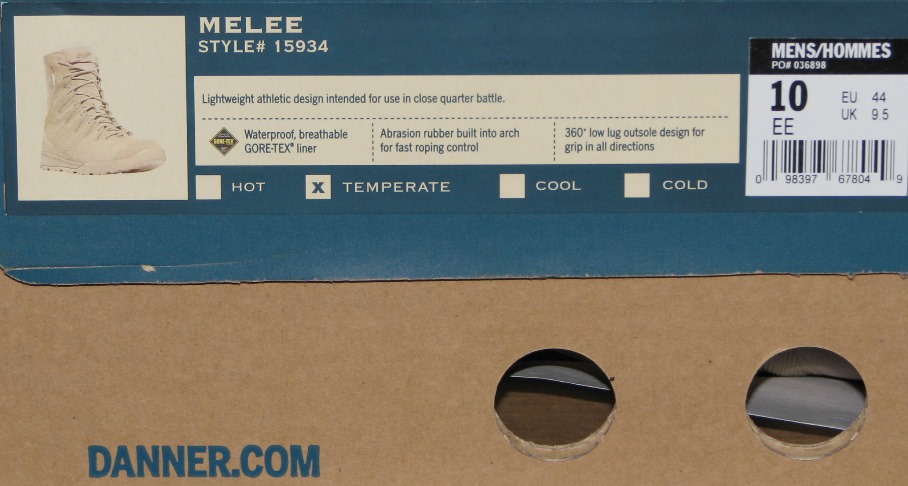 MELEE
STYLE# 15934
MENS/HOMMES
PO# 036898
10
EE
EU 44
UK 9.5
0 98397 67804 9
Lightweight athletic design intended for use in close quarter battle.
GORE-TEX
Waterproof, breathable
GORE-TEX® liner
Abrasion rubber built into arch
for fast roping control
360° low lug outsole design for
grip in all directions
HOT
X TEMPERATE
COOL
COLD
DANNER.COM